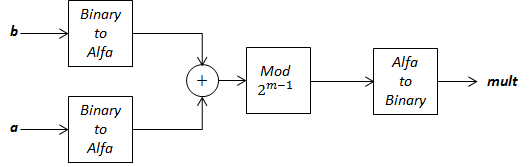 b
Binary
to
Alfa
+
Mod
2^{m-1}
Alfa
to
Binary
mult
a
Binary
to
Alfa